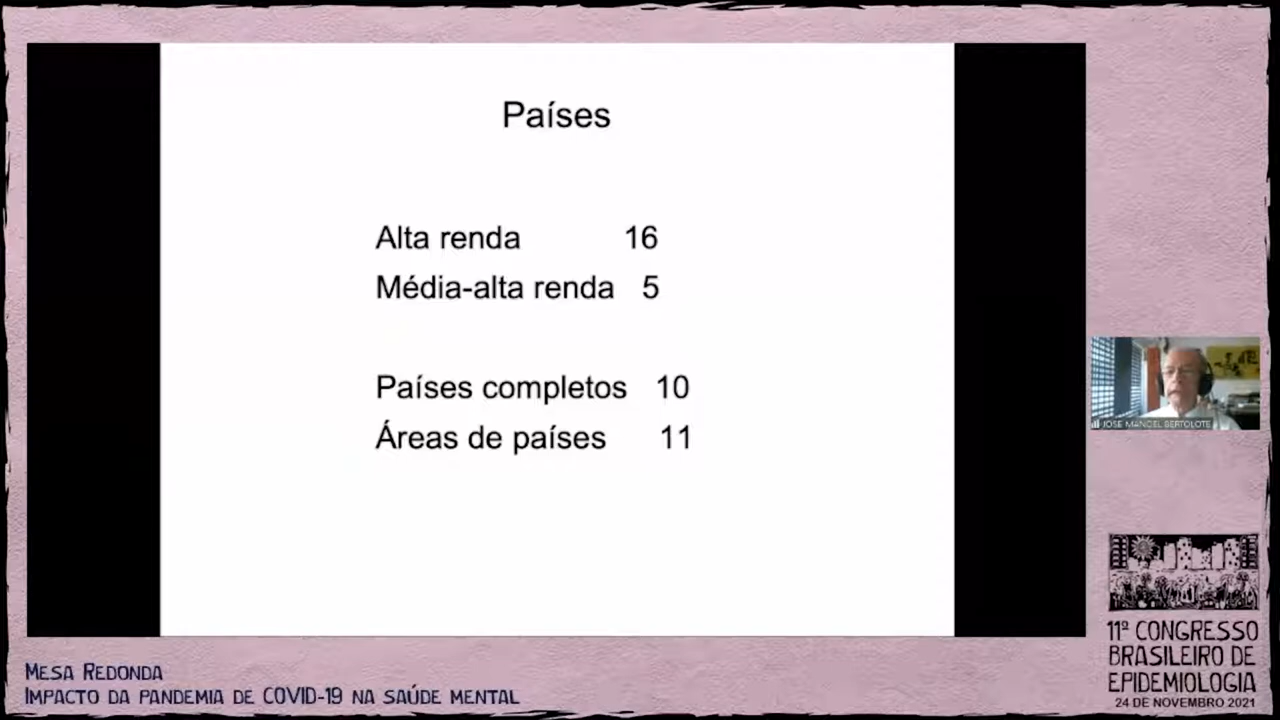 Países
Alta renda 16
Média-alta renda 5
Países completos 10
Áreas de países 11
JOSE MANOEL BERTOLOTE
11º CONGRESSO
BRASILEIRO DE
EPIDEMIOLOGIA
24 DE NOVEMBRO 2021
MESA REDONDA
IMPACTO DA PANDEMIA DE COVID-19 NA SAÚDE MENTAL